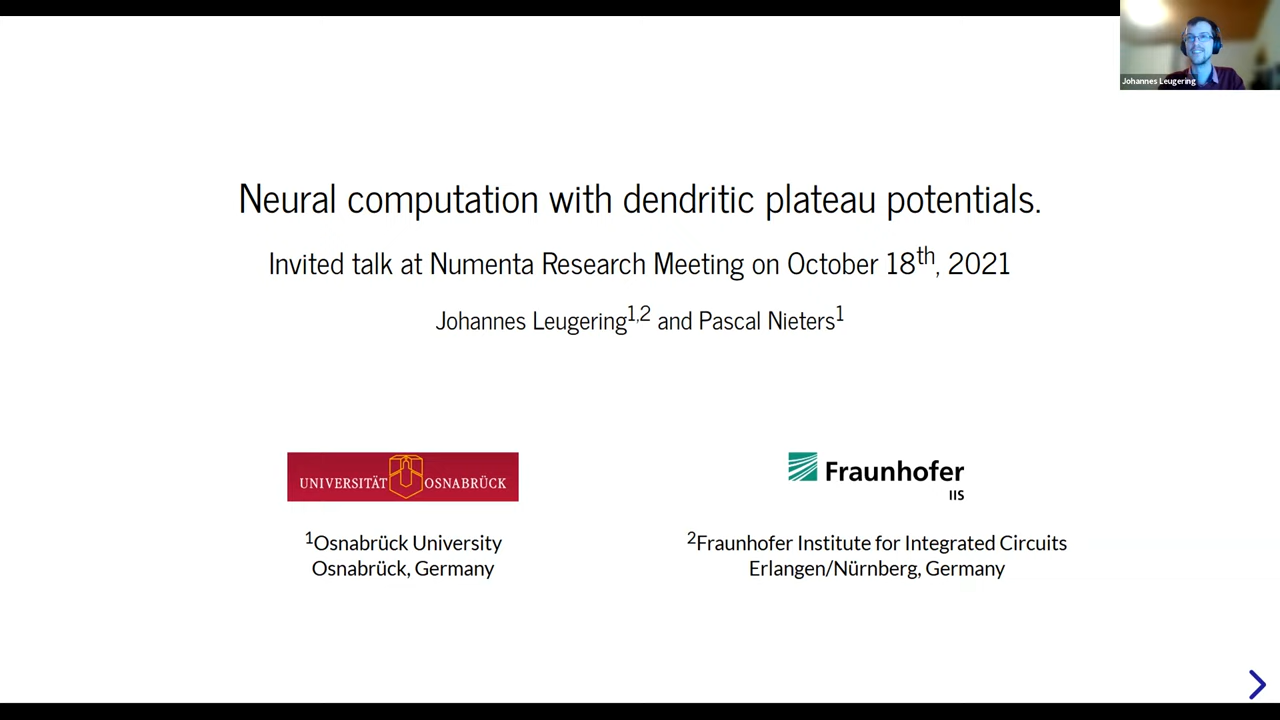 Johannes Leugering
Neural computation with dendritic plateau potentials.
Invited talk at Numenta Research Meeting on October 18th, 2021
Johannes Leugering1,2 and Pascal Nieters1
UNIVERSITÄT OSNABRÜCK
Fraunhofer
IIS
1Osnabrück University
Osnabrück, Germany
2Fraunhofer Institute for Integrated Circuits
Erlangen/Nürnberg, Germany